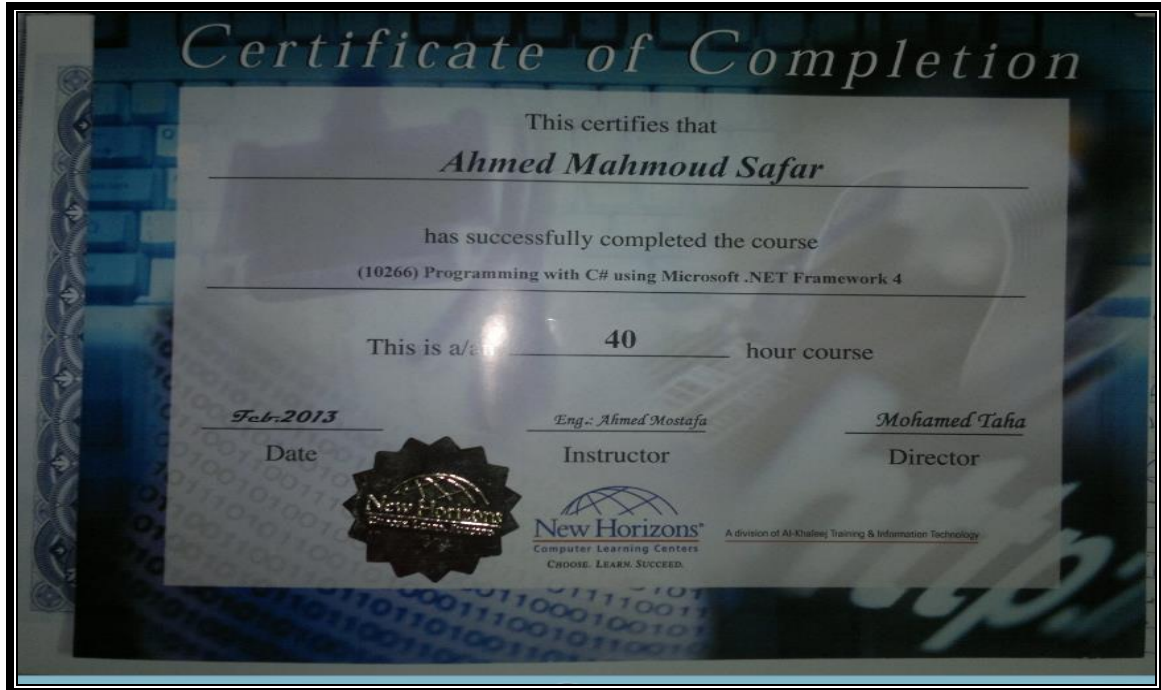 Certificate of Completion
This certifies that
Ahmed Mahmoud Safar
has successfully completed the course
(10266) Programming with C# using Microsoft .NET Framework 4
This is a/an 40 hour course
Feb.2013 Eng.: Ahmed Mostafa Mohamed Taha
Date Instructor Director
New Horizons
New Horizons®
Computer Learning Centers
CHOOSE. LEARN. SUCCEED.
A division of Al-Khaleej Training & Information Technology
http: